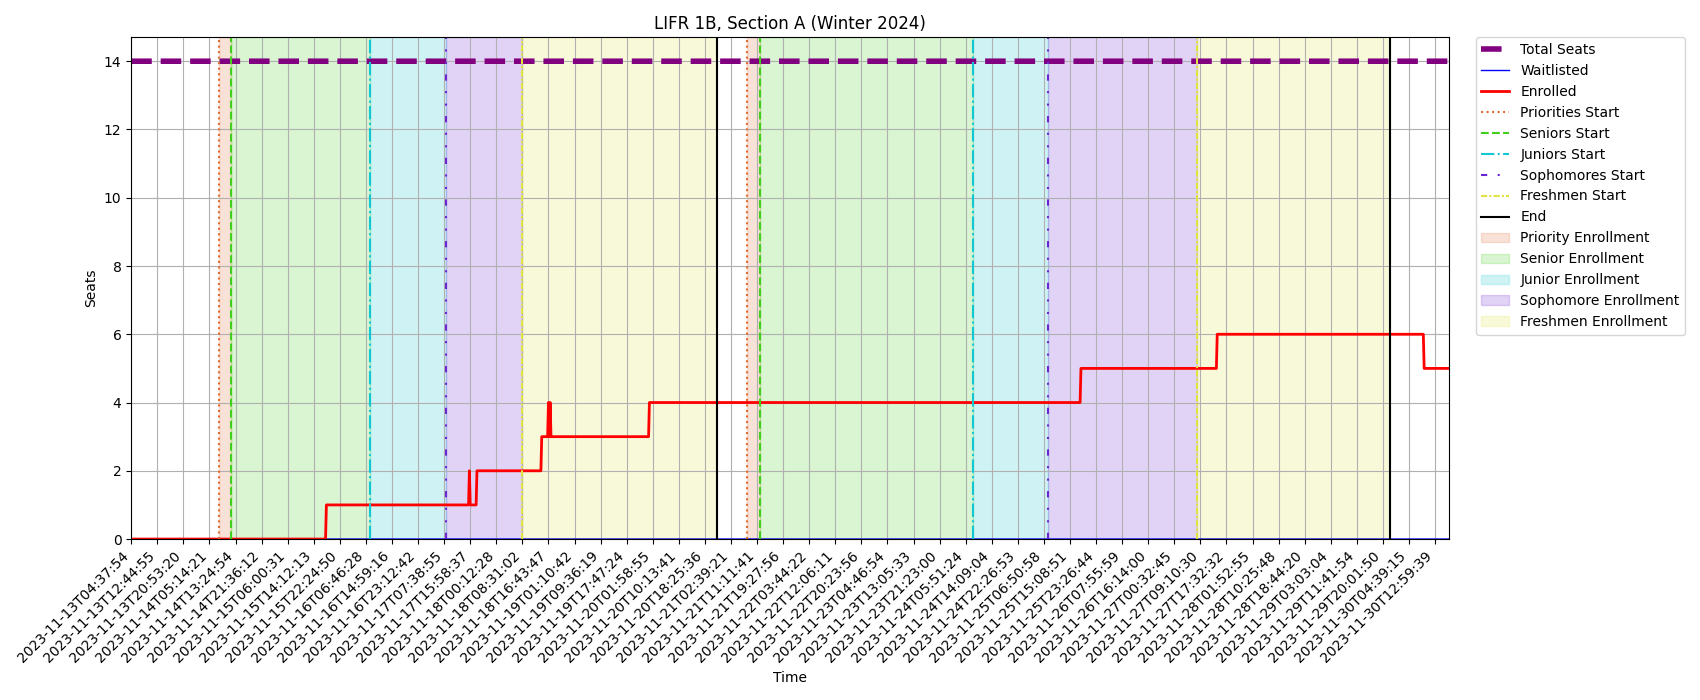 LIFR 1B, Section A (Winter 2024)
Seats
14
12
10
8
6
4
2
0
2023-11-13T04:37:54
2023-11-13T12:44:55
2023-11-13T20:53:20
2023-11-14T05:14:21
2023-11-14T13:24:54
2023-11-14T21:36:12
2023-11-15T06:00:31
2023-11-15T14:12:13
2023-11-15T22:24:50
2023-11-16T06:46:28
2023-11-16T14:59:16
2023-11-16T23:12:42
2023-11-17T07:38:55
2023-11-17T15:58:37
2023-11-18T00:12:28
2023-11-18T08:31:02
2023-11-18T16:43:47
2023-11-19T01:10:42
2023-11-19T09:36:19
2023-11-19T17:47:24
2023-11-20T01:58:55
2023-11-20T10:13:41
2023-11-20T18:25:36
2023-11-21T02:39:21
2023-11-21T11:11:41
2023-11-21T19:27:56
2023-11-22T03:44:22
2023-11-22T12:06:11
2023-11-22T20:23:56
2023-11-23T04:46:54
2023-11-23T13:05:33
2023-11-23T21:23:00
2023-11-24T05:51:24
2023-11-24T14:09:04
2023-11-24T22:26:53
2023-11-25T06:50:58
2023-11-25T15:08:51
2023-11-25T23:26:44
2023-11-26T07:55:59
2023-11-26T16:14:00
2023-11-27T00:32:45
2023-11-27T09:10:30
2023-11-27T17:32:32
2023-11-28T01:52:55
2023-11-28T10:25:48
2023-11-28T18:44:20
2023-11-29T03:03:04
2023-11-29T11:41:54
2023-11-29T20:01:50
2023-11-30T04:39:15
2023-11-30T12:59:39
Time
Total Seats
Waitlisted
Enrolled
Priorities Start
Seniors Start
Juniors Start
Sophomores Start
Freshmen Start
End
Priority Enrollment
Senior Enrollment
Junior Enrollment
Sophomore Enrollment
Freshmen Enrollment